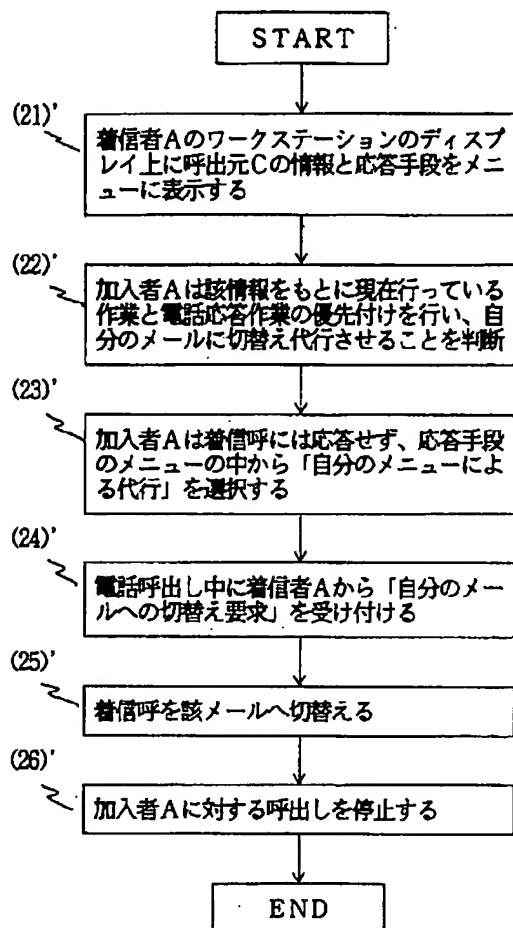 START
(21)'
着信者Aのワークステーションのディスプ
レイ上に呼出元Cの情報と応答手段をメニ
ューに表示する
(22)'
加入者Aは該情報をもとに現在行っている
作業と電話応答作業の優先付けを行い、自
分のメールに切替え代行させることを判断
(23)'
加入者Aは着信呼には応答せず、応答手段
のメニューの中から「自分のメニューによ
る代行」を選択する
(24)'
電話呼出し中に着信者Aから「自分のメー
ルへの切替え要求」を受け付ける
(25)'
着信呼を該メールへ切替える
(26)'
加入者Aに対する呼出しを停止する
END